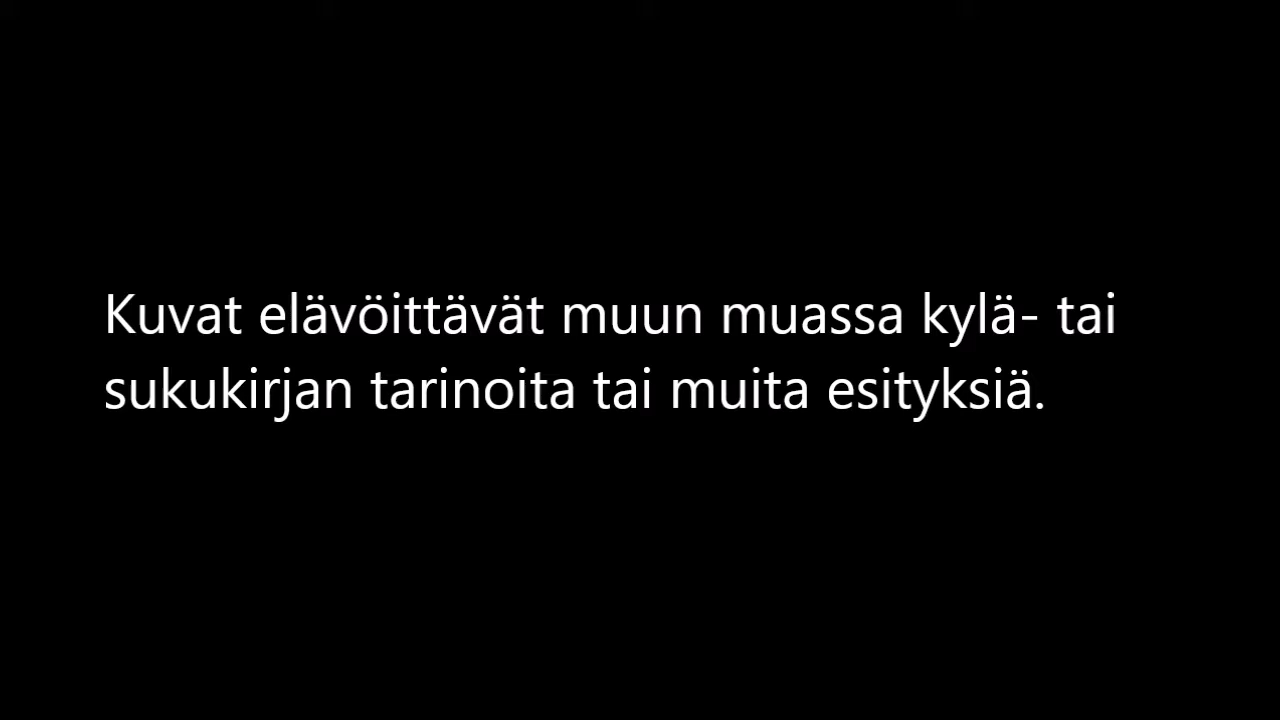 Kuvat elävöittävät muun muassa kylä- tai
sukukirjan tarinoita tai muita esityksiä.